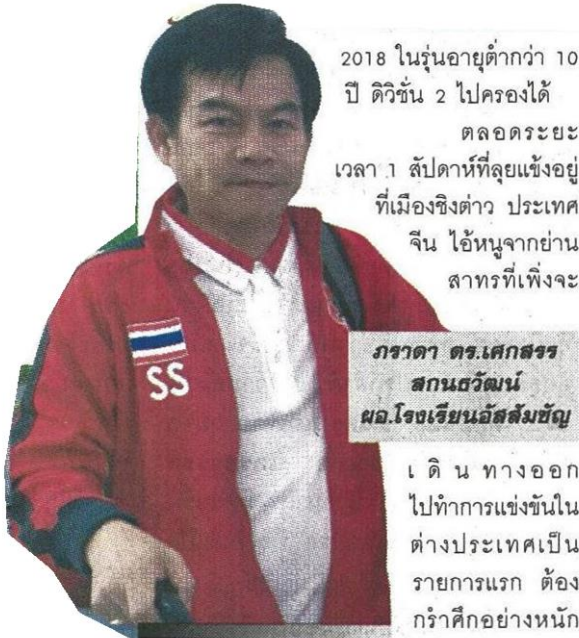 2018 ในรุ่นอายุต่ำกว่า 10
ปี ดิวิชั่น 2 ไปครองได้
ตลอดระยะ
เวลา 1 สัปดาห์ที่ลุยแข้งอยู่
ที่เมืองชิงต่าว ประเทศ
จีน ไอ้หนูจากย่าน
สาทรที่เพิ่งจะ
SS
ภราดา ดร.เศกสรร
สกนธวัฒน์
ผอ.โรงเรียนอัสสัมชัญ
เดินทางออก
ไปทำการแข่งขันใน
ต่างประเทศเป็น
รายการแรก ต้อง
กรำศึกอย่างหนัก